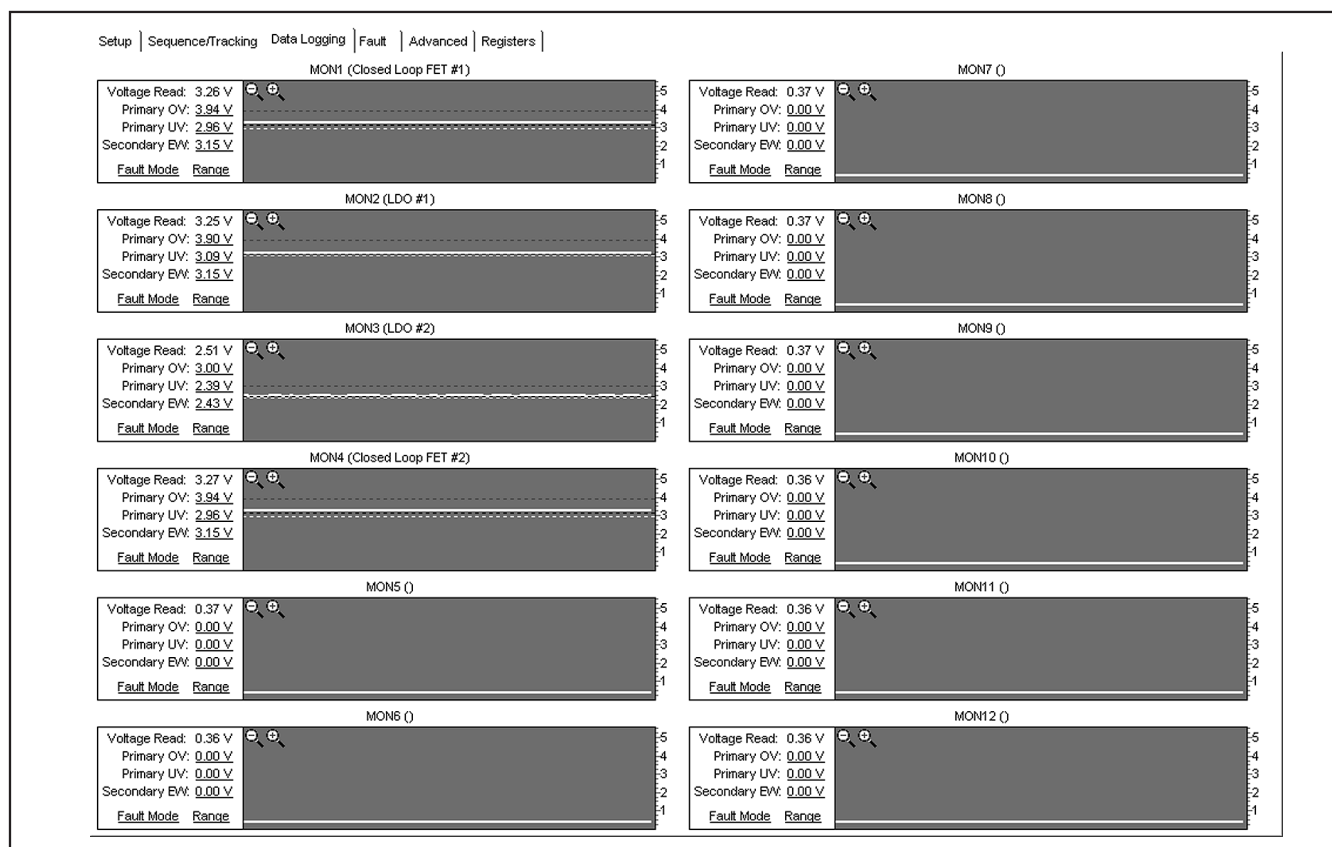 Setup Sequence/Tracking Data Logging Fault Advanced Registers
MON1 (Closed Loop FET #1)
Voltage Read: 3.26 V
Primary OV: 3.94 V
Primary UV: 2.96 V
Secondary EW: 3.15 V
Fault Mode Range
5
4
3
2
1
MON2 (LDO #1)
Voltage Read: 3.25 V
Primary OV: 3.90 V
Primary UV: 3.09 V
Secondary EW: 3.15 V
Fault Mode Range
5
4
3
2
1
MON3 (LDO #2)
Voltage Read: 2.51 V
Primary OV: 3.00 V
Primary UV: 2.39 V
Secondary EW: 2.43 V
Fault Mode Range
5
4
3
2
1
MON4 (Closed Loop FET #2)
Voltage Read: 3.27 V
Primary OV: 3.94 V
Primary UV: 2.96 V
Secondary EW: 3.15 V
Fault Mode Range
5
4
3
2
1
MON5 ()
Voltage Read: 0.37 V
Primary OV: 0.00 V
Primary UV: 0.00 V
Secondary EW: 0.00 V
Fault Mode Range
5
4
3
2
1
MON6 ()
Voltage Read: 0.36 V
Primary OV: 0.00 V
Primary UV: 0.00 V
Secondary EW: 0.00 V
Fault Mode Range
5
4
3
2
1
MON7 ()
Voltage Read: 0.37 V
Primary OV: 0.00 V
Primary UV: 0.00 V
Secondary EW: 0.00 V
Fault Mode Range
5
4
3
2
1
MON8 ()
Voltage Read: 0.37 V
Primary OV: 0.00 V
Primary UV: 0.00 V
Secondary EW: 0.00 V
Fault Mode Range
5
4
3
2
1
MON9 ()
Voltage Read: 0.37 V
Primary OV: 0.00 V
Primary UV: 0.00 V
Secondary EW: 0.00 V
Fault Mode Range
5
4
3
2
1
MON10 ()
Voltage Read: 0.36 V
Primary OV: 0.00 V
Primary UV: 0.00 V
Secondary EW: 0.00 V
Fault Mode Range
5
4
3
2
1
MON11 ()
Voltage Read: 0.36 V
Primary OV: 0.00 V
Primary UV: 0.00 V
Secondary EW: 0.00 V
Fault Mode Range
5
4
3
2
1
MON12 ()
Voltage Read: 0.36 V
Primary OV: 0.00 V
Primary UV: 0.00 V
Secondary EW: 0.00 V
Fault Mode Range
5
4
3
2
1